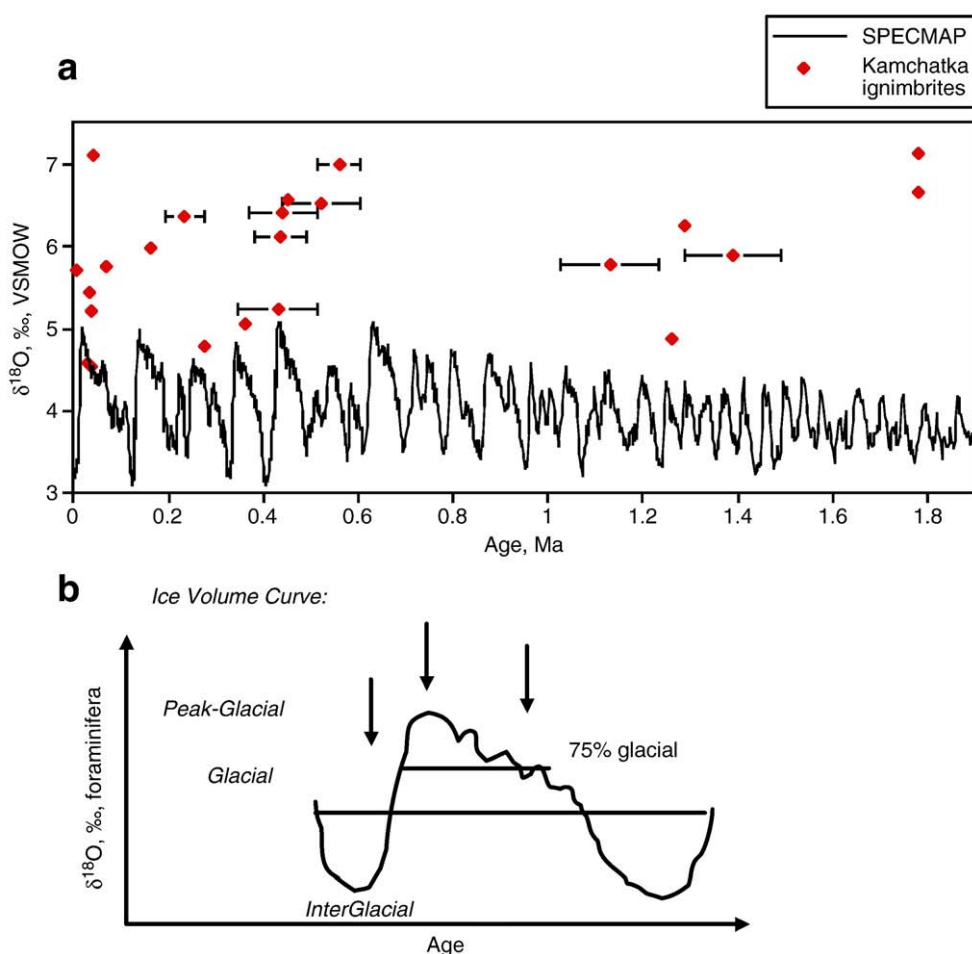 SPECMAP
Kamchatka
ignimbrites
a
7
6
5
4
3
δ¹⁸O, ‰, VSMOW
0
0.2
0.4
0.6
0.8
1
1.2
1.4
1.6
1.8
Age, Ma
b
Ice Volume Curve:
Peak-Glacial
75% glacial
Glacial
InterGlacial
δ¹⁸O, ‰, foraminifera
Age